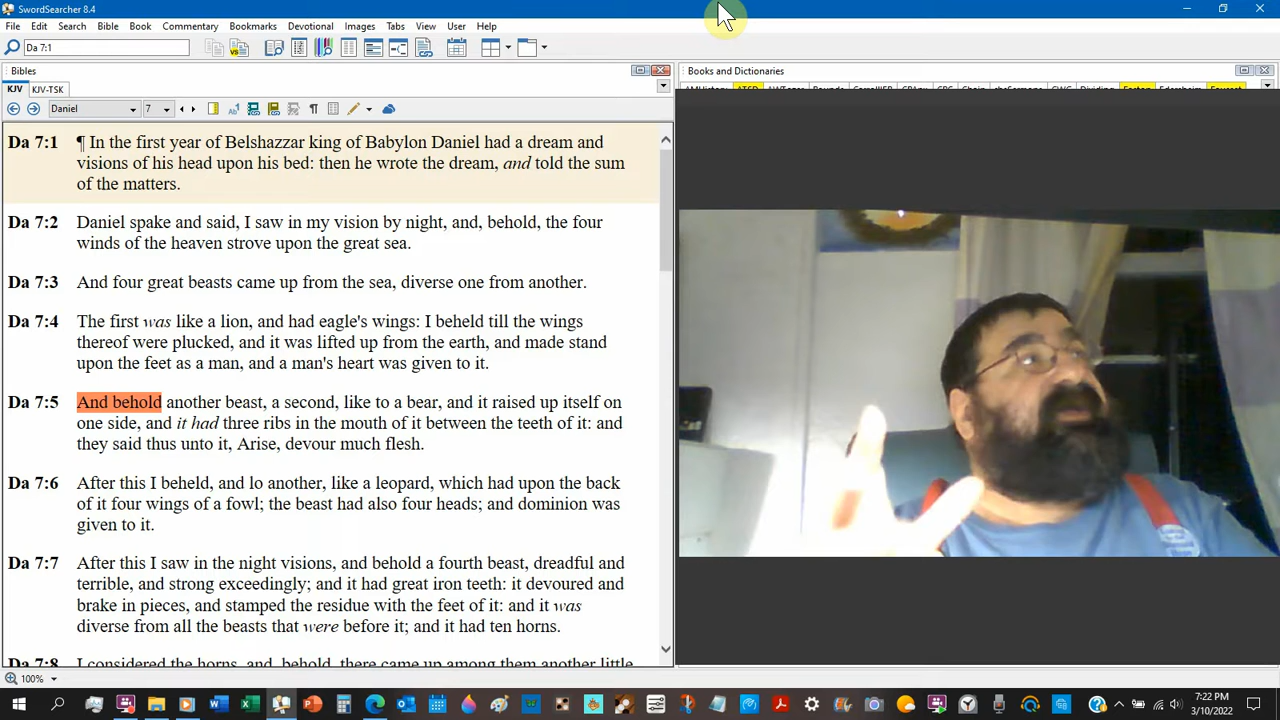 SwordSearcher 8.4
File Edit Search Bible Book Commentary Bookmarks Devotional Images Tabs View User Help
Da 7:1
Bibles
Books and Dictionaries
KJV KJV-TSK
Daniel 7
Da 7:1 ¶ In the first year of Belshazzar king of Babylon Daniel had a dream and
visions of his head upon his bed: then he wrote the dream, and told the sum
of the matters.
Da 7:2 Daniel spake and said, I saw in my vision by night, and, behold, the four
winds of the heaven strove upon the great sea.
Da 7:3 And four great beasts came up from the sea, diverse one from another.
Da 7:4 The first was like a lion, and had eagle's wings: I beheld till the wings
thereof were plucked, and it was lifted up from the earth, and made stand
upon the feet as a man, and a man's heart was given to it.
Da 7:5 And behold another beast, a second, like to a bear, and it raised up itself on
one side, and it had three ribs in the mouth of it between the teeth of it: and
they said thus unto it, Arise, devour much flesh.
Da 7:6 After this I beheld, and lo another, like a leopard, which had upon the back
of it four wings of a fowl; the beast had also four heads; and dominion was
given to it.
Da 7:7 After this I saw in the night visions, and behold a fourth beast, dreadful and
terrible, and strong exceedingly; and it had great iron teeth: it devoured and
brake in pieces, and stamped the residue with the feet of it: and it was
diverse from all the beasts that were before it; and it had ten horns.
Da 7:8 I considered the horns, and, behold, there came up among them another little
100%
7:22 PM
3/10/2022